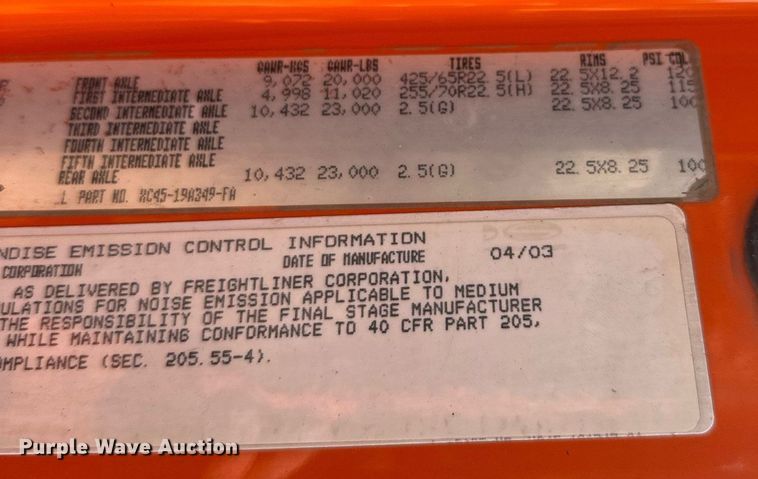 GAWR-KGS GAWR-LBS TIRES RIMS PSI COL
FRONT AXLE 9,072 20,000 425/65R22.5(L) 22.5X12.2 120
FIRST INTERMEDIATE AXLE 4,998 11,020 255/70R22.5(H) 22.5X8.25 115
SECOND INTERMEDIATE AXLE 10,432 23,000 2.5(G) 22.5X8.25 100
THIRD INTERMEDIATE AXLE
FOURTH INTERMEDIATE AXLE
FIFTH INTERMEDIATE AXLE
REAR AXLE 10,432 23,000 2.5(G) 22.5X8.25 100
L PART NO. XC45-19A349-FA
NOISE EMISSION CONTROL INFORMATION
CORPORATION DATE OF MANUFACTURE 04/03
AS DELIVERED BY FREIGHTLINER CORPORATION,
ULATIONS FOR NOISE EMISSION APPLICABLE TO MEDIUM
THE RESPONSIBILITY OF THE FINAL STAGE MANUFACTURER
WHILE MAINTAINING CONFORMANCE TO 40 CFR PART 205,
OMPLIANCE (SEC. 205.55-4).
Purple Wave Auction